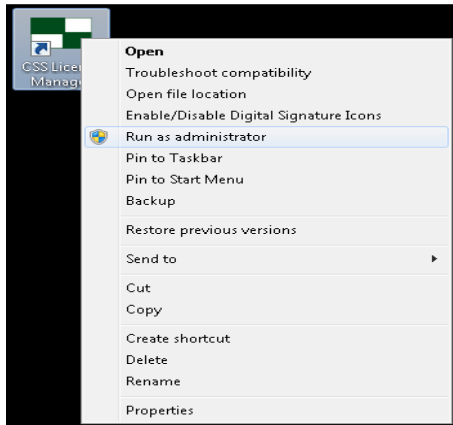 CSS Lice
Manag
Open
Troubleshoot compatibility
Open file location
Enable/Disable Digital Signature Icons
Run as administrator
Pin to Taskbar
Pin to Start Menu
Backup
Restore previous versions
Send to
Cut
Copy
Create shortcut
Delete
Rename
Properties